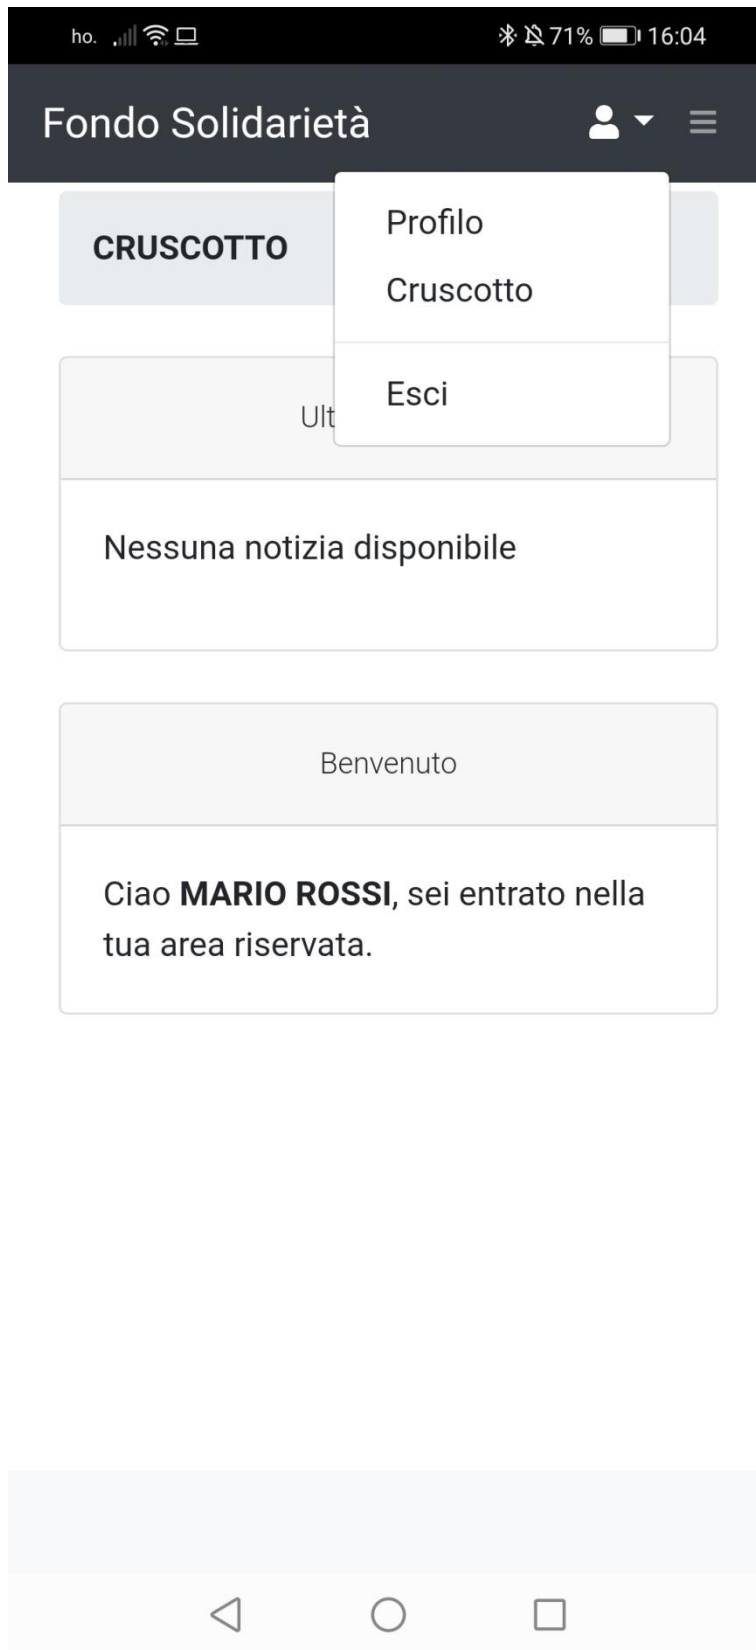 ho. 71% 16:04
Fondo Solidarietà
Profilo
CRUSCOTTO
Cruscotto
Esci
Ult
Nessuna notizia disponibile
Benvenuto
Ciao MARIO ROSSI, sei entrato nella
tua area riservata.